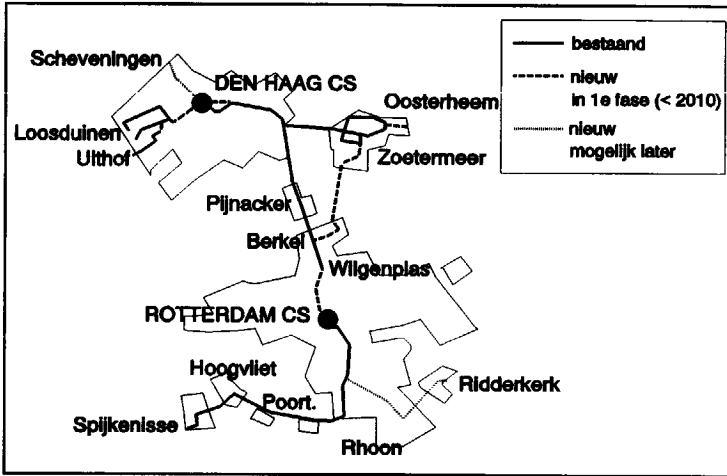 Scheveningen
DEN HAAG CS
Oosterheem
Loosduinen
Uithof
Zoetermeer
Pijnacker
Berkel
Wilgenplas
ROTTERDAM CS
Hoogvliet
Poort.
Ridderkerk
Spijkenisse
Rhoon
bestaand
nieuw
in 1e fase (< 2010)
nieuw
mogelijk later